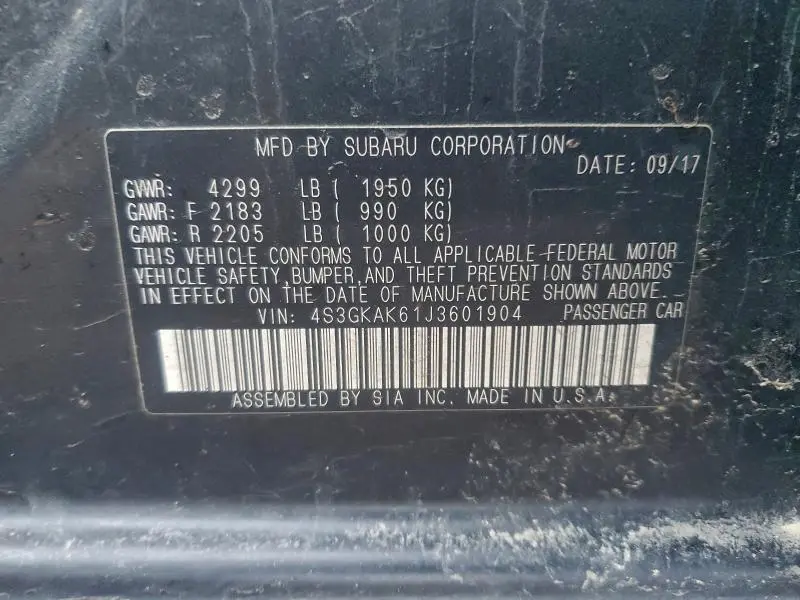 MFD BY SUBARU CORPORATION
DATE: 09/17
GVWR: 4299 LB ( 1950 KG)
GAWR: F 2183 LB ( 990 KG)
GAWR: R 2205 LB ( 1000 KG)
THIS VEHICLE CONFORMS TO ALL APPLICABLE FEDERAL MOTOR
VEHICLE SAFETY, BUMPER, AND THEFT PREVENTION STANDARDS
IN EFFECT ON THE DATE OF MANUFACTURE SHOWN ABOVE.
VIN: 4S3GKAK61J3601904 PASSENGER CAR
ASSEMBLED BY SIA INC. MADE IN U.S.A.